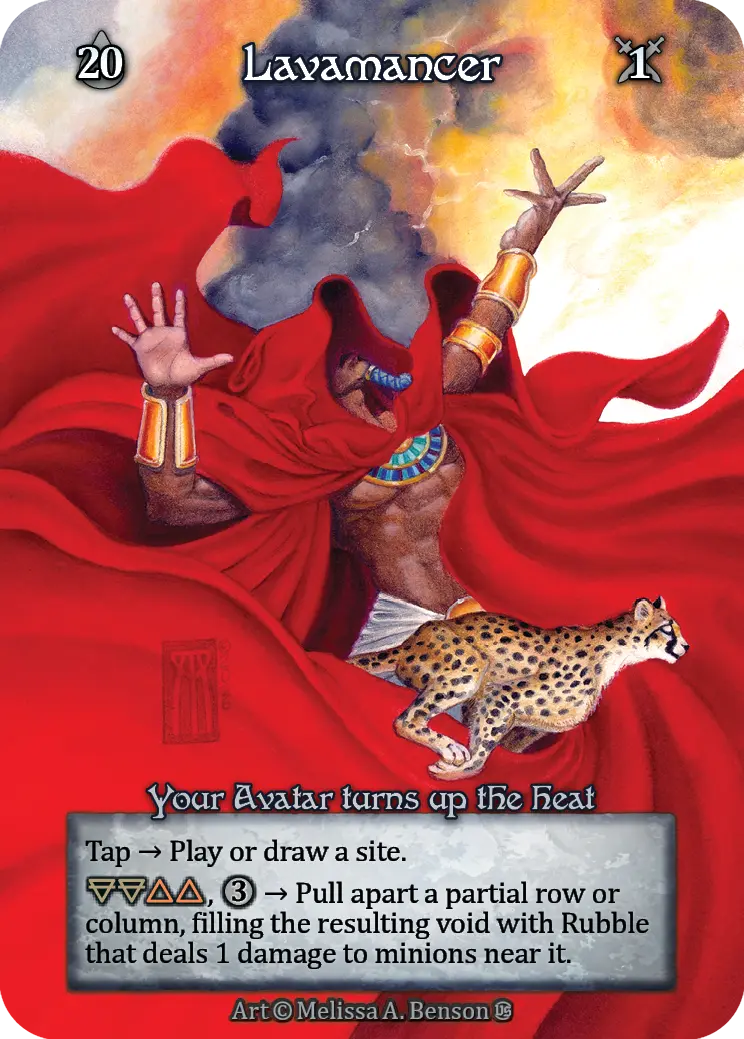 20 Lavamancer 1
Your Avatar turns up the heat
Tap → Play or draw a site.
, ③ → Pull apart a partial row or
column, filling the resulting void with Rubble
that deals 1 damage to minions near it.
Art © Melissa A. Benson